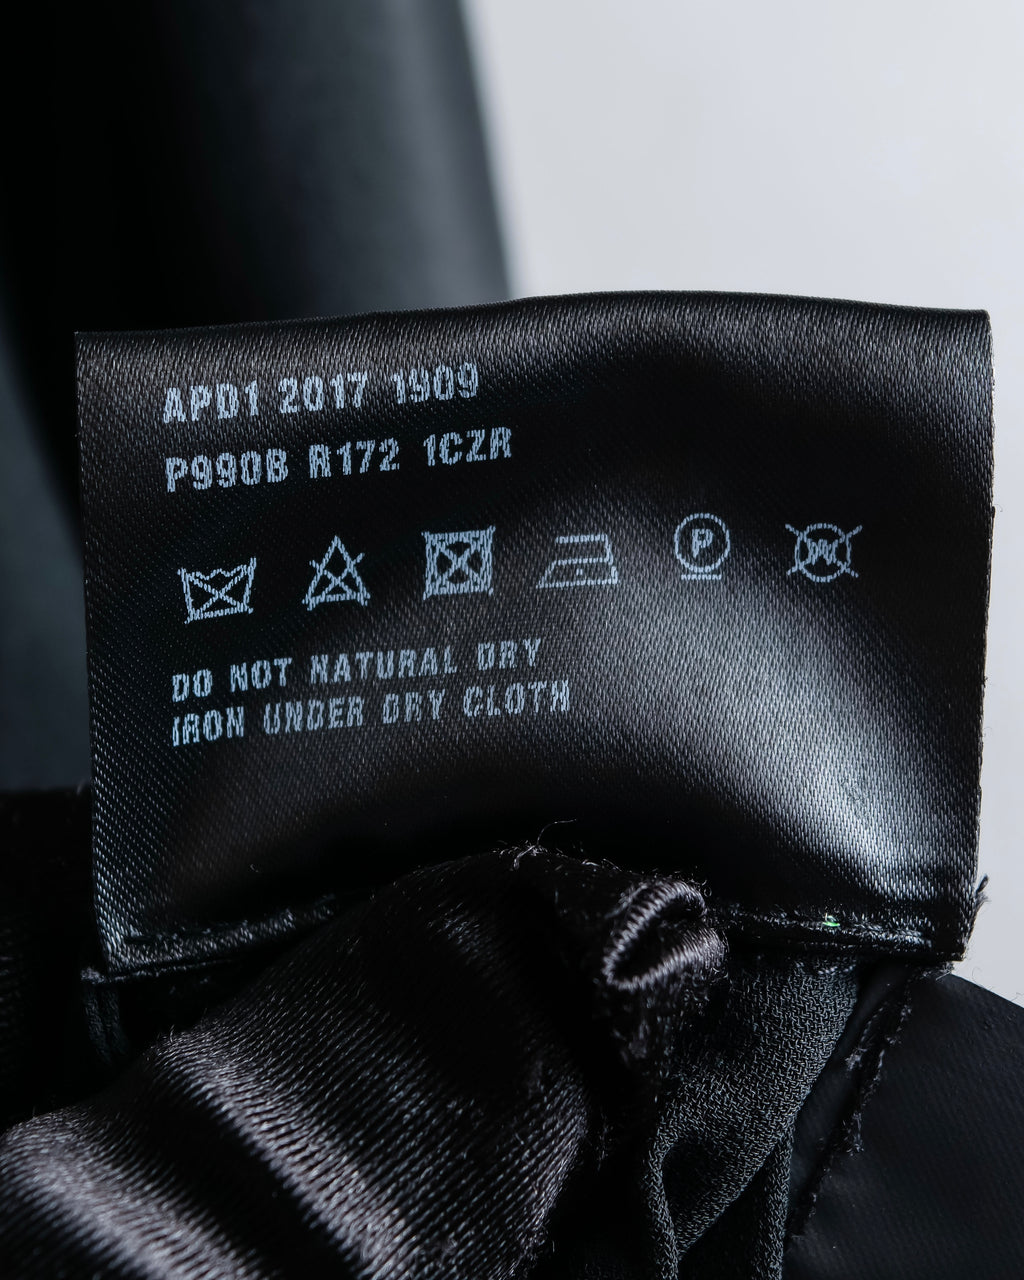 APD1 2017 1909
P990B R172 1CZR
P
W
DO NOT NATURAL DRY
IRON UNDER DRY CLOTH